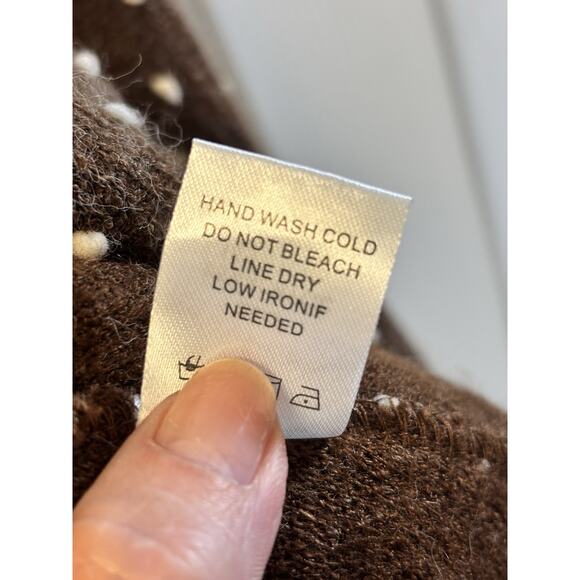 HAND WASH COLD
DO NOT BLEACH
LINE DRY
LOW IRONIF
NEEDED